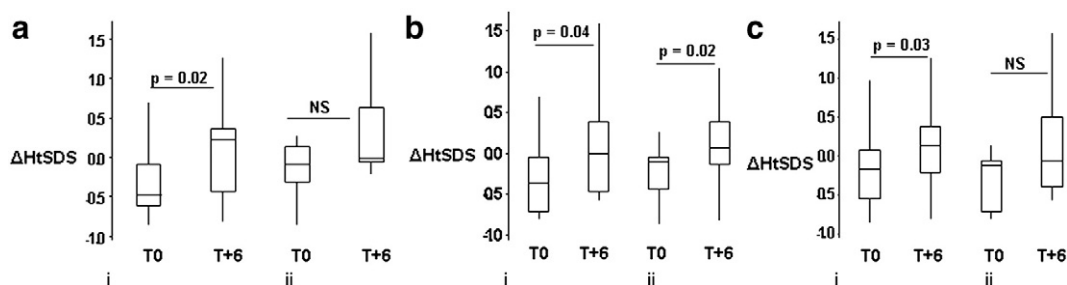 a
1.5
1.0
p = 0.02
0.5
NS
ΔHtSDS
0.0
0.5
-1.0
T0 T+6 T0 T+6
i ii
b
1.5
p = 0.04
p = 0.02
1.0
0.5
0.0
ΔHtSDS
0.5
-1.0
T0 T+6 T0 T+6
i ii
c
1.5
p = 0.03
NS
1.0
0.5
0.0
ΔHtSDS
0.5
1.0
T0 T+6 T0 T+6
i ii